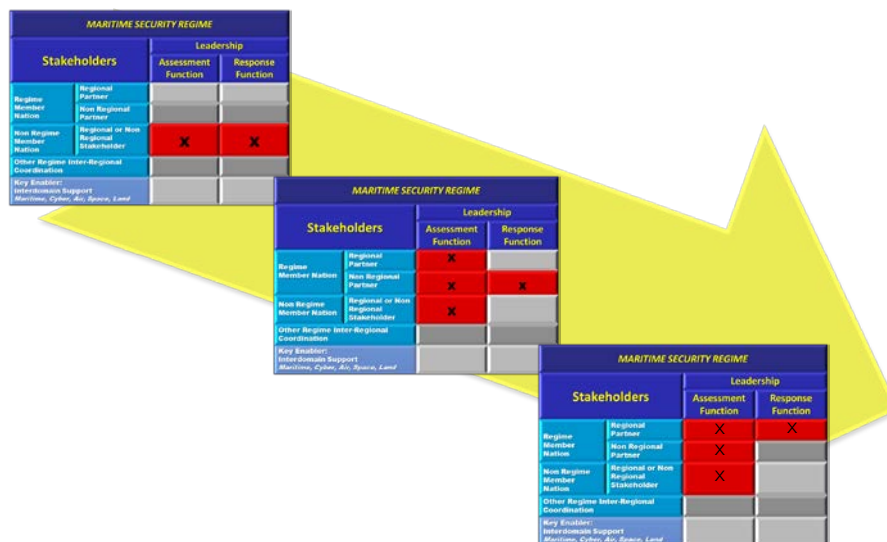 MARITIME SECURITY REGIME
Stakeholders
Leadership
Assessment
Function
Response
Function
Regime
Member
Nation
Regional
Partner
Non Regional
Partner
Non Regime
Member
Nation
Regional or Non
Regional
Stakeholder
X X
Other Regime Inter-Regional
Coordination
Key Enabler:
Interdomain Support
Maritime, Cyber, Air, Space, Land
MARITIME SECURITY REGIME
Stakeholders
Leadership
Assessment
Function
Response
Function
Regime
Member Nation
Regional
Partner
X
Non Regional
Partner
X X
Non Regime
Member Nation
Regional or Non
Regional
Stakeholder
X
Other Regime Inter-Regional
Coordination
Key Enabler:
Interdomain Support
Maritime, Cyber, Air, Space, Land
MARITIME SECURITY REGIME
Stakeholders
Leadership
Assessment
Function
Response
Function
Regime
Member
Nation
Regional
Partner
X X
Non Regional
Partner
X
Non Regime
Member
Nation
Regional or Non
Regional
Stakeholder
X
Other Regime Inter-Regional
Coordination
Key Enabler:
Interdomain Support
Maritime, Cyber, Air, Space, Land